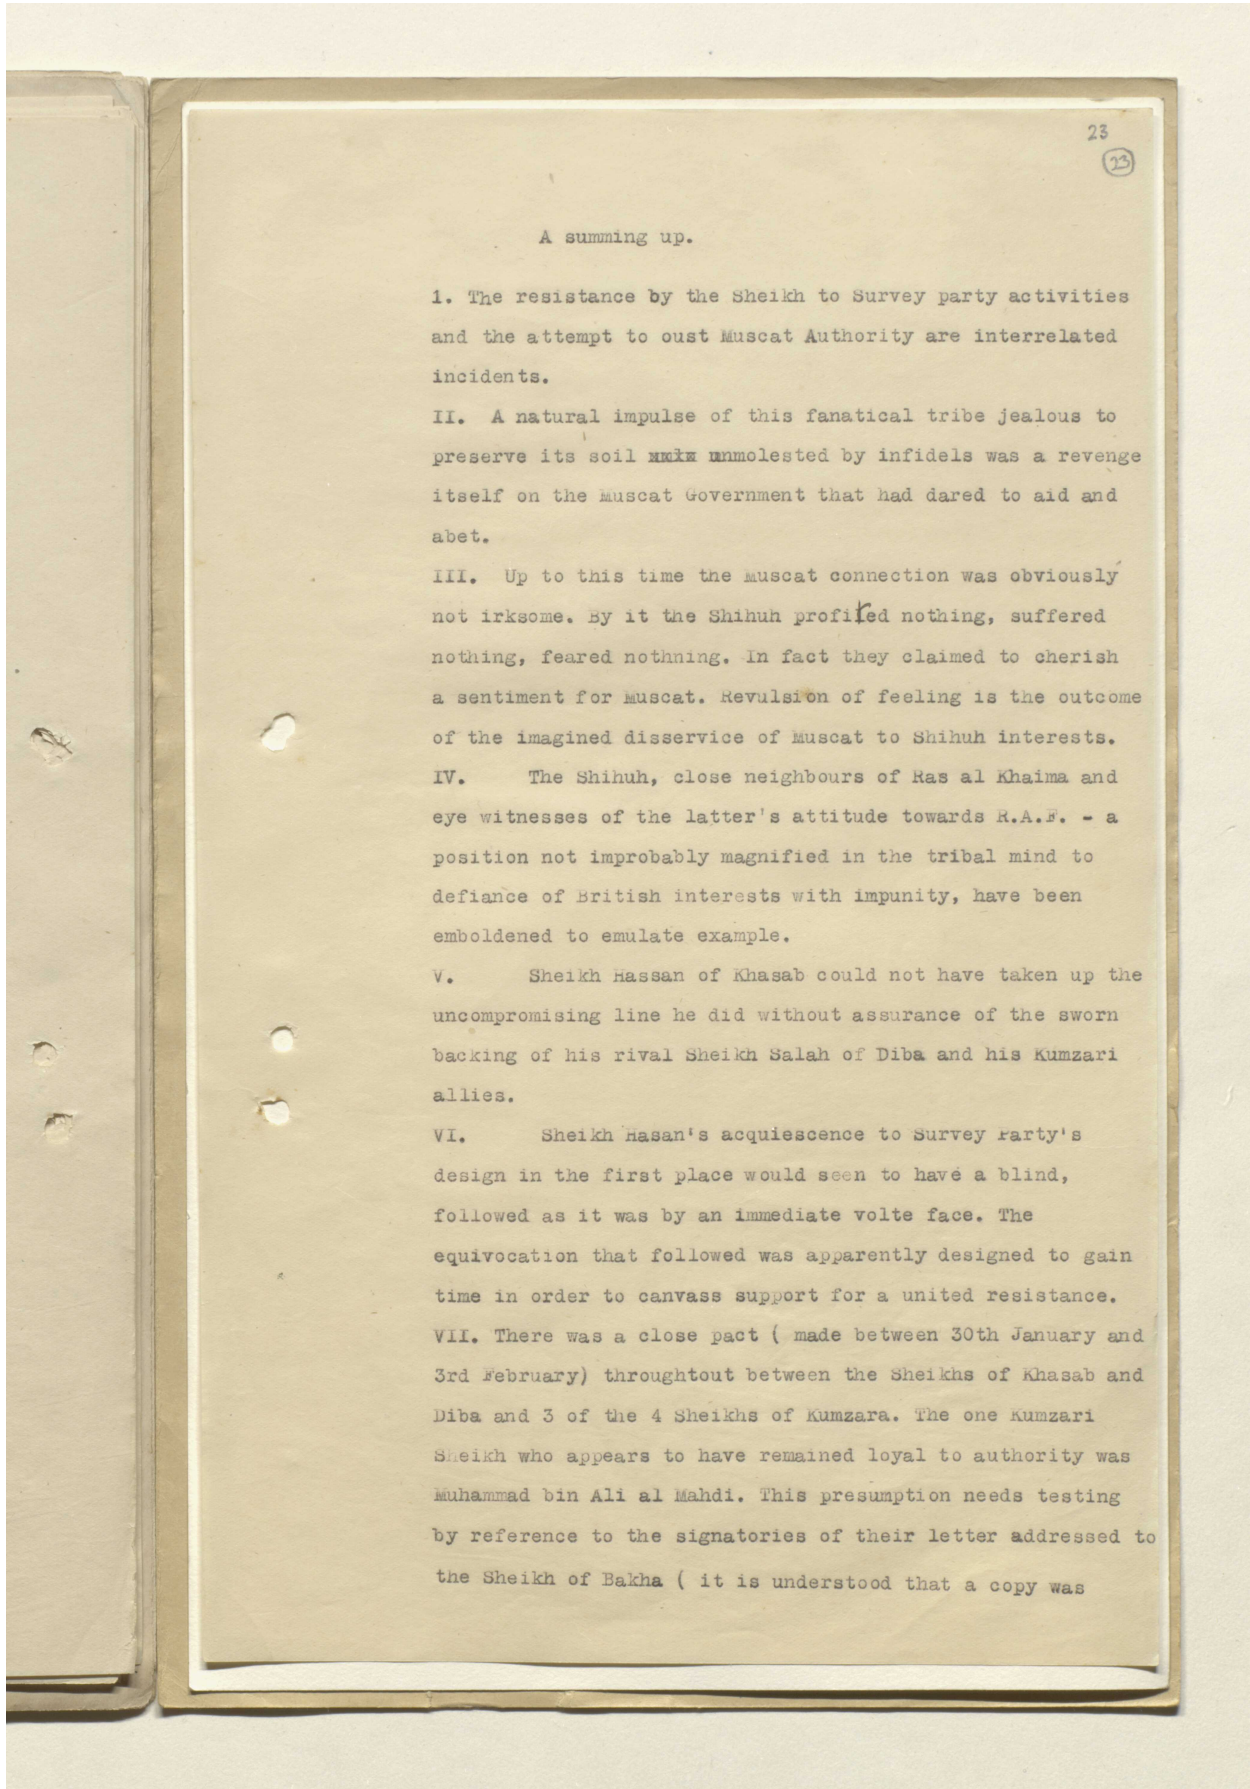 23
23
A summing up.
1. The resistance by the Sheikh to Survey party activities
and the attempt to oust Muscat Authority are interrelated
incidents.
II. A natural impulse of this fanatical tribe jealous to
preserve its soil unmolested by infidels was a revenge
itself on the Muscat Government that had dared to aid and
abet.
III. Up to this time the Muscat connection was obviously
not irksome. By it the Shihuh profited nothing, suffered
nothing, feared nothning. In fact they claimed to cherish
a sentiment for Muscat. Revulsion of feeling is the outcome
of the imagined disservice of Muscat to Shihuh interests.
IV. The Shihuh, close neighbours of Ras al Khaima and
eye witnesses of the latter's attitude towards R.A.F. - a
position not improbably magnified in the tribal mind to
defiance of British interests with impunity, have been
emboldened to emulate example.
V. Sheikh Hassan of Khasab could not have taken up the
uncompromising line he did without assurance of the sworn
backing of his rival Sheikh Salah of Diba and his Kumzari
allies.
VI. Sheikh Hasan's acquiescence to Survey Party's
design in the first place would seen to have a blind,
followed as it was by an immediate volte face. The
equivocation that followed was apparently designed to gain
time in order to canvass support for a united resistance.
VII. There was a close pact ( made between 30th January and
3rd February) throughtout between the Sheikhs of Khasab and
Diba and 3 of the 4 Sheikhs of Kumzara. The one Kumzari
Sheikh who appears to have remained loyal to authority was
Muhammad bin Ali al Mahdi. This presumption needs testing
by reference to the signatories of their letter addressed to
the Sheikh of Bakha ( it is understood that a copy was